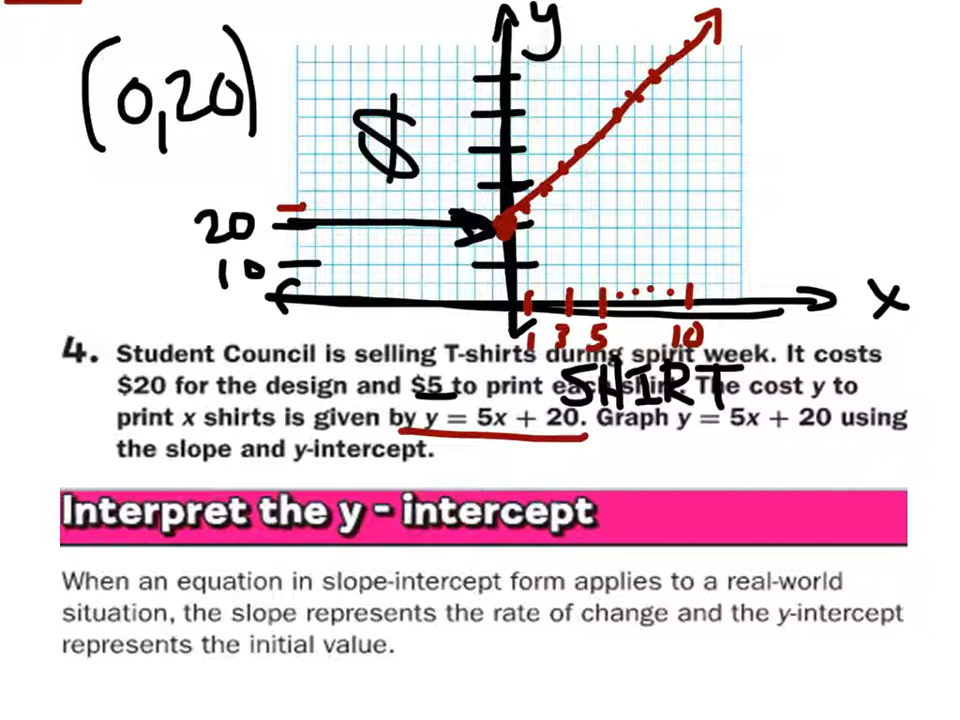 y
(0,20)
$
20
10
x
1 3 5 10
SHIRT
4. Student Council is selling T-shirts during spirit week. It costs
$20 for the design and $5 to print each shirt. The cost y to
print x shirts is given by y = 5x + 20. Graph y = 5x + 20 using
the slope and y-intercept.
Interpret the y - intercept
When an equation in slope-intercept form applies to a real-world
situation, the slope represents the rate of change and the y-intercept
represents the initial value.